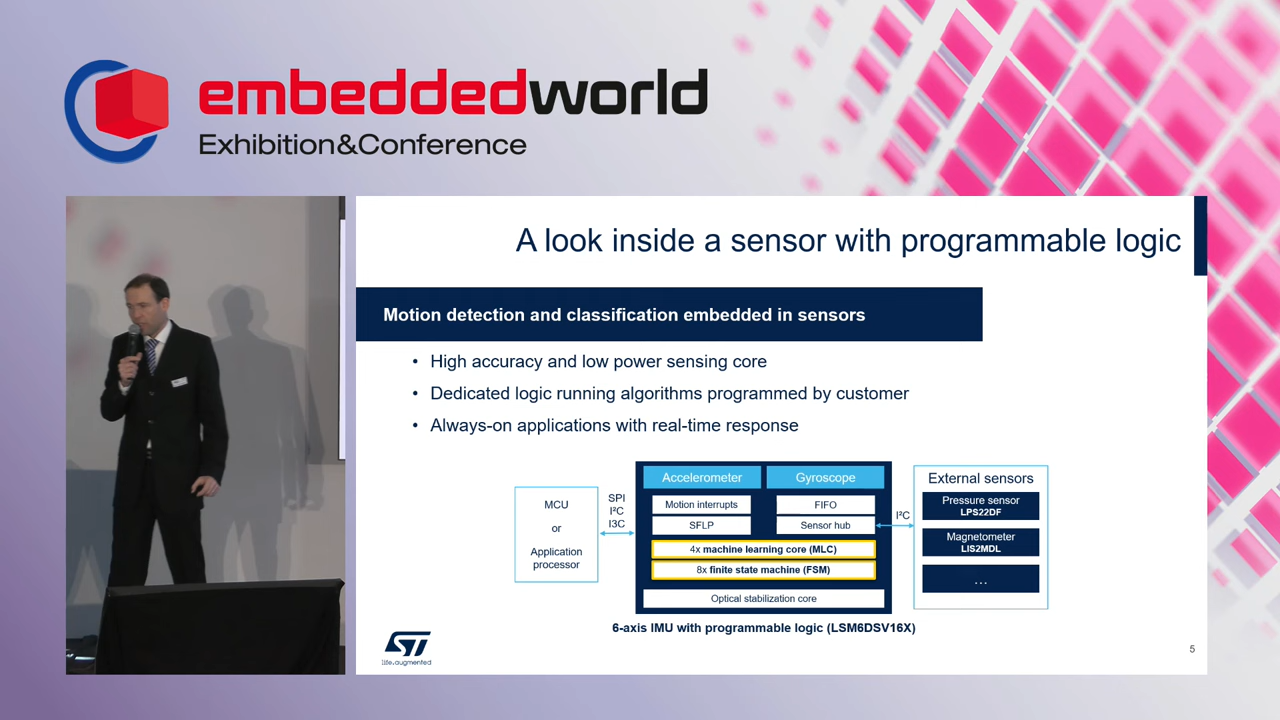 embeddedworld
Exhibition&Conference
A look inside a sensor with programmable logic
Motion detection and classification embedded in sensors
• High accuracy and low power sensing core
• Dedicated logic running algorithms programmed by customer
• Always-on applications with real-time response
MCU
or
Application
processor
SPI
I²C
I3C
Accelerometer
Gyroscope
Motion interrupts
FIFO
SFLP
Sensor hub
4x machine learning core (MLC)
8x finite state machine (FSM)
Optical stabilization core
I²C
External sensors
Pressure sensor
LPS22DF
Magnetometer
LIS2MDL
...
6-axis IMU with programmable logic (LSM6DSV16X)
ST
life.augmented
5